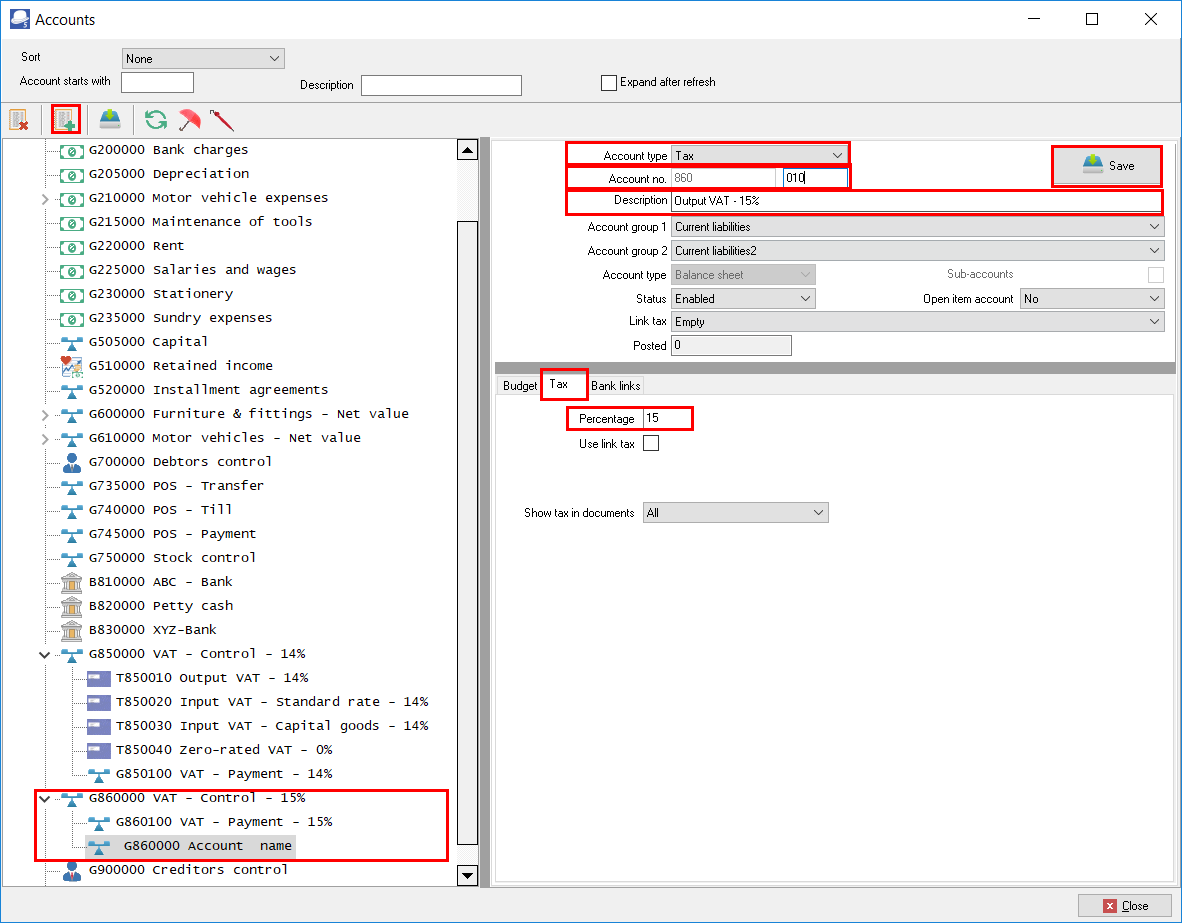 Accounts
Sort None
Account starts with
Description
Expand after refresh
G200000 Bank charges
G205000 Depreciation
G210000 Motor vehicle expenses
G215000 Maintenance of tools
G220000 Rent
G225000 Salaries and wages
G230000 Stationery
G235000 Sundry expenses
G505000 Capital
G510000 Retained income
G520000 Installment agreements
G600000 Furniture & fittings - Net value
G610000 Motor vehicles - Net value
G700000 Debtors control
G735000 POS - Transfer
G740000 POS - Till
G745000 POS - Payment
G750000 Stock control
B810000 ABC - Bank
B820000 Petty cash
B830000 XYZ-Bank
G850000 VAT - Control - 14%
T850010 Output VAT - 14%
T850020 Input VAT - Standard rate - 14%
T850030 Input VAT - Capital goods - 14%
T850040 Zero-rated VAT - 0%
G850100 VAT - Payment - 14%
G860000 VAT - Control - 15%
G860100 VAT - Payment - 15%
G860000 Account name
G900000 Creditors control
Account type Tax
Save
Account no. 860 010
Description Output VAT - 15%
Account group 1 Current liabilities
Account group 2 Current liabilities2
Account type Balance sheet Sub-accounts
Status Enabled Open item account No
Link tax Empty
Posted 0
Budget Tax Bank links
Percentage 15
Use link tax
Show tax in documents All
Close